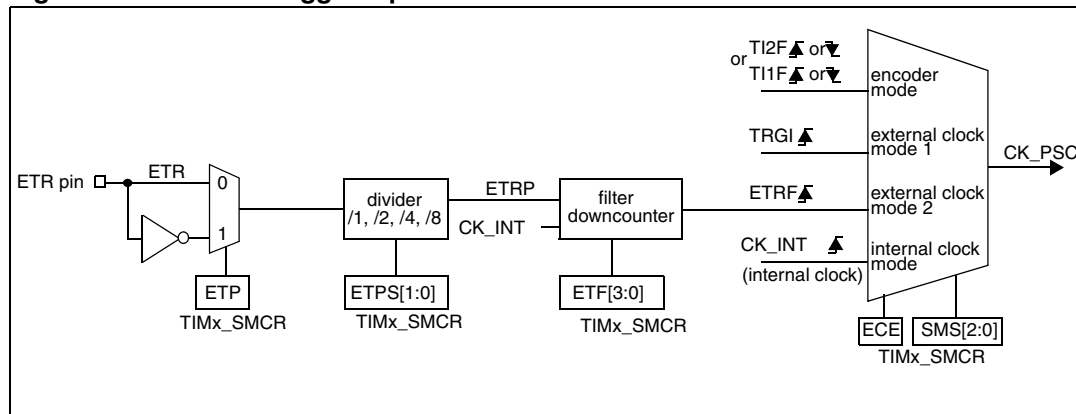 TI2F or
or TI1F or
encoder
mode
TRGI
external clock
mode 1
CK_PSC
ETR pin
ETR
0
1
divider
/1, /2, /4, /8
ETRP
CK_INT
filter
downcounter
ETRF
external clock
mode 2
CK_INT
(internal clock)
internal clock
mode
ETP
TIMx_SMCR
ETPS[1:0]
TIMx_SMCR
ETF[3:0]
TIMx_SMCR
ECE
SMS[2:0]
TIMx_SMCR